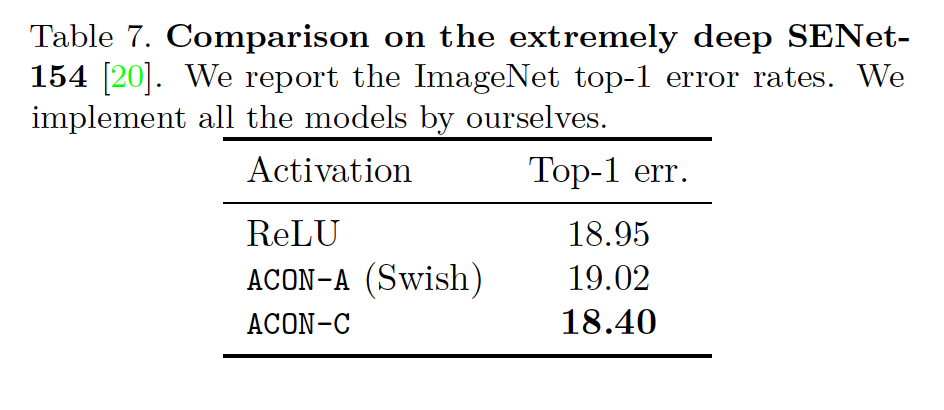 Table 7. Comparison on the extremely deep SENet-
154 [20]. We report the ImageNet top-1 error rates. We
implement all the models by ourselves.
Activation Top-1 err.
ReLU 18.95
ACON-A (Swish) 19.02
ACON-C 18.40